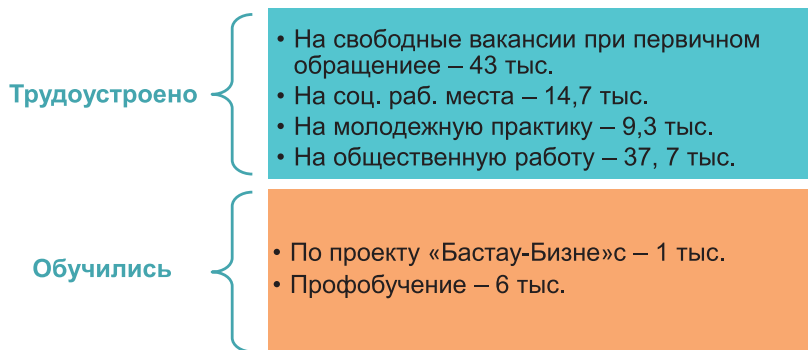 Трудоустроено
• На свободные вакансии при первичном
обращениее – 43 тыс.
• На соц. раб. места – 14,7 тыс.
• На молодежную практику – 9,3 тыс.
• На общественную работу – 37, 7 тыс.
Обучились
• По проекту «Бастау-Бизне»с – 1 тыс.
• Профобучение – 6 тыс.